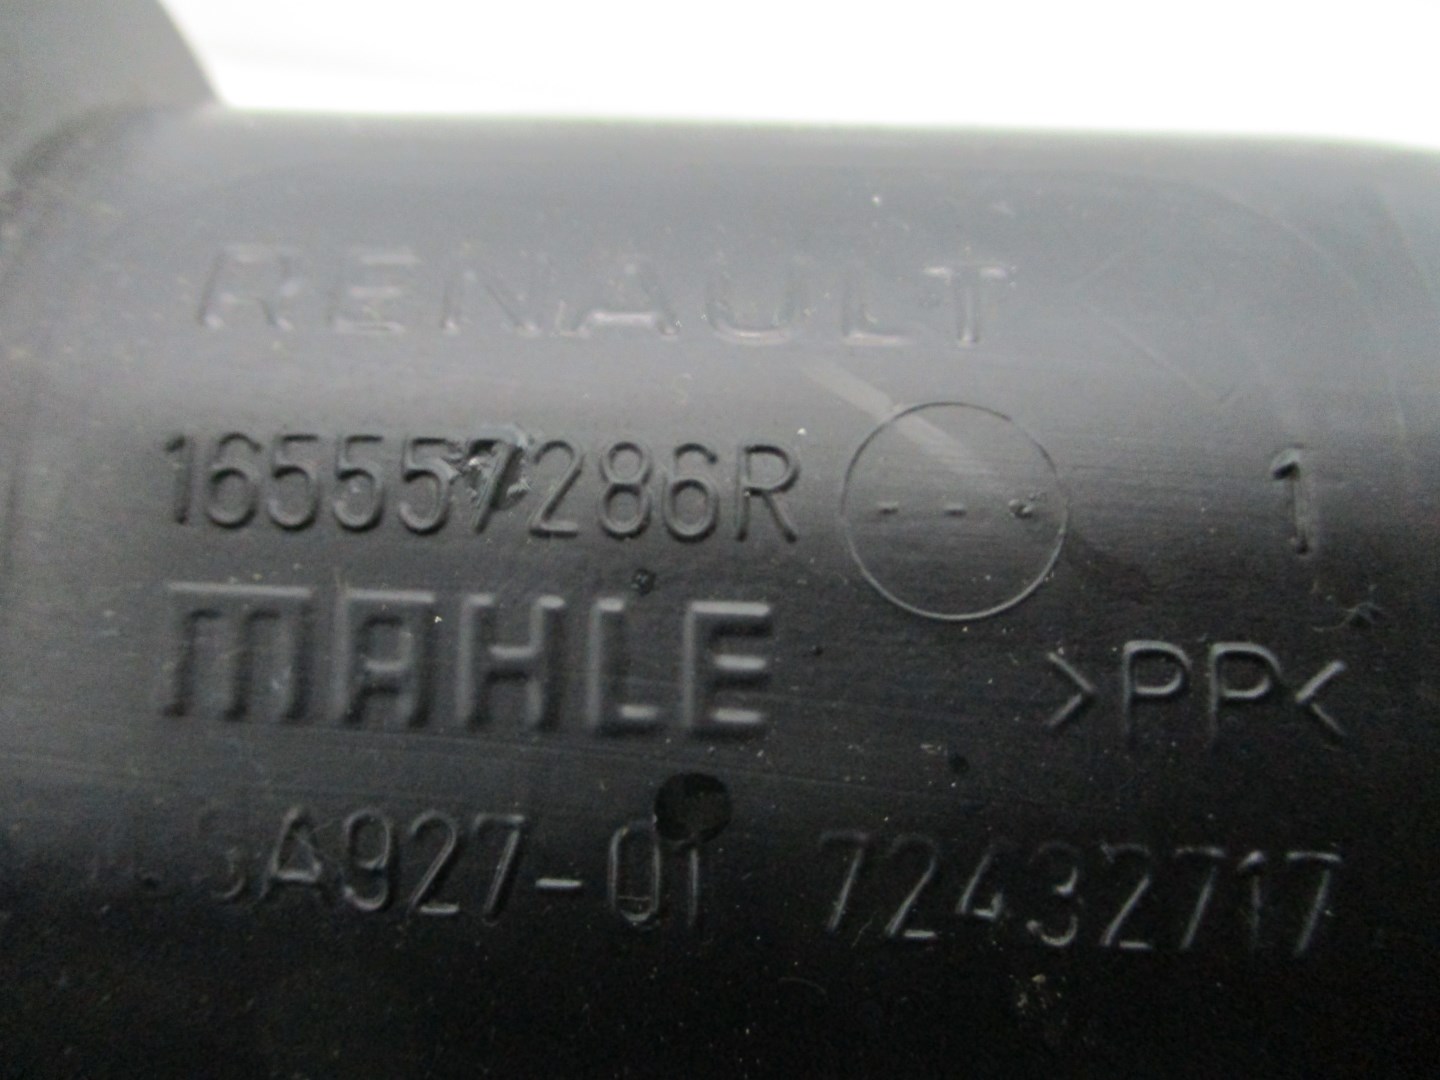 RENAULT
165557286R - - - 1
MAHLE
>PP<
A927-01 72432717